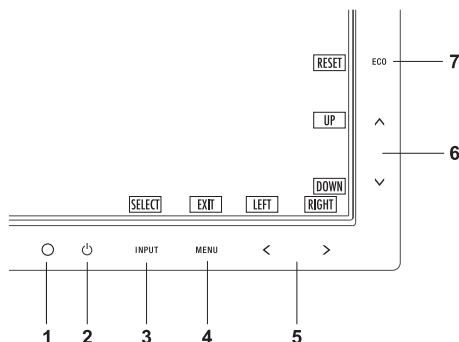 RESET ECO 7
UP
6
DOWN
SELECT EXIT LEFT RIGHT
INPUT MENU
1 2 3 4 5